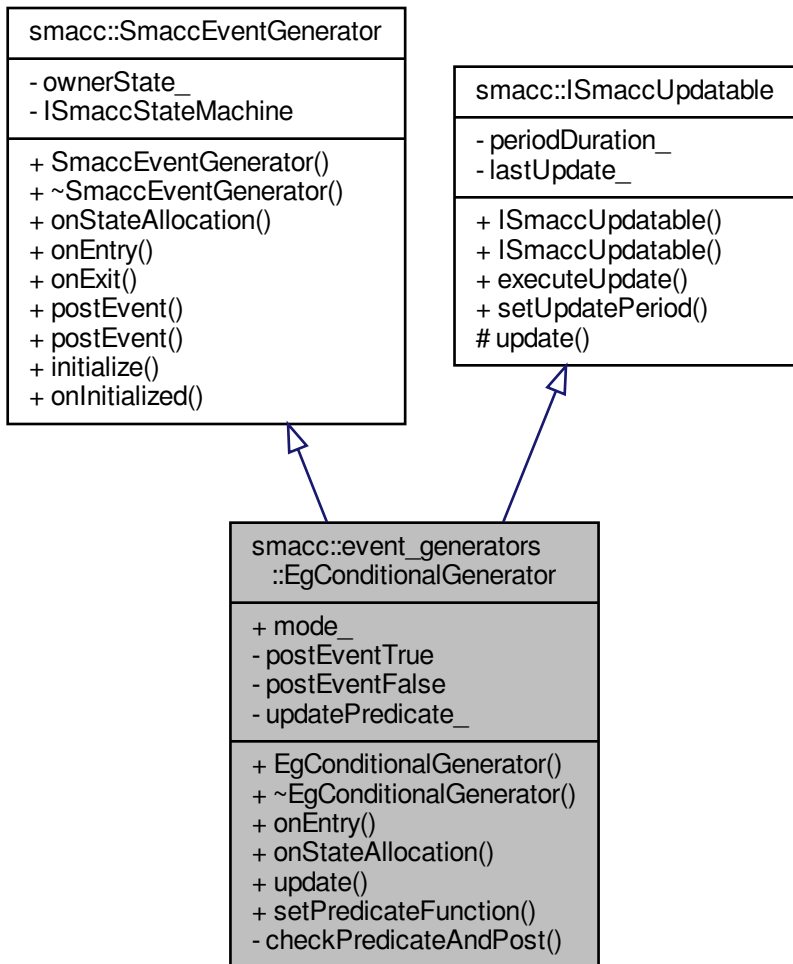 smacc::SmaccEventGenerator
- ownerState_
- ISmaccStateMachine
+ SmaccEventGenerator()
+ ~SmaccEventGenerator()
+ onStateAllocation()
+ onEntry()
+ onExit()
+ postEvent()
+ postEvent()
+ initialize()
+ onInitialized()
smacc::ISmaccUpdatable
- periodDuration_
- lastUpdate_
+ ISmaccUpdatable()
+ ISmaccUpdatable()
+ executeUpdate()
+ setUpdatePeriod()
# update()
smacc::event_generators
::EgConditionalGenerator
+ mode_
- postEventTrue
- postEventFalse
- updatePredicate_
+ EgConditionalGenerator()
+ ~EgConditionalGenerator()
+ onEntry()
+ onStateAllocation()
+ update()
+ setPredicateFunction()
- checkPredicateAndPost()